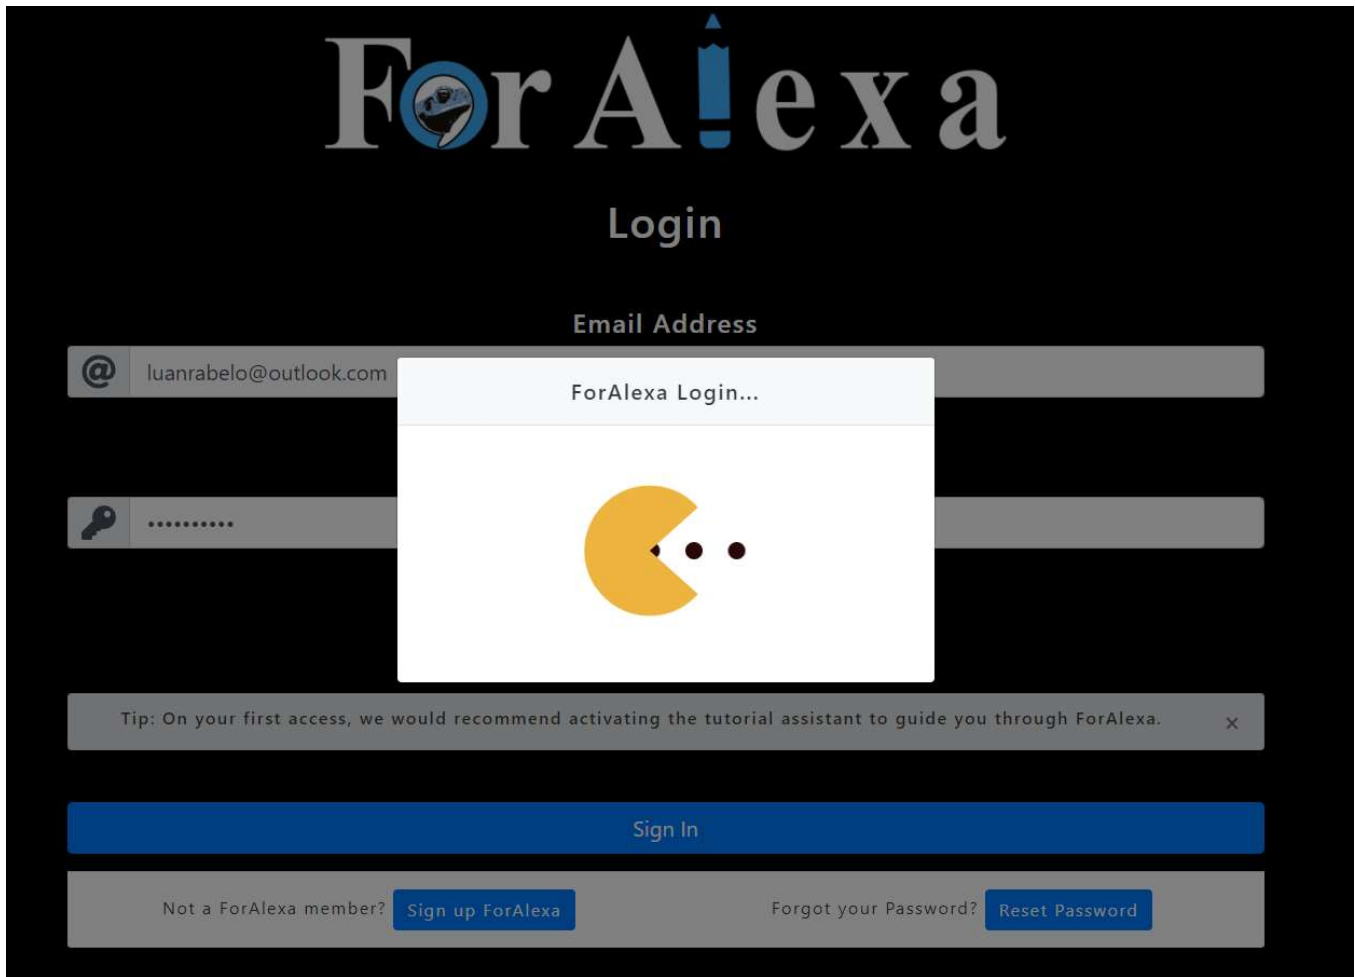 ForAlexa
Login
Email Address
@ luanrabelo@outlook.com
ForAlexa Login...
••••••••••
Tip: On your first access, we would recommend activating the tutorial assistant to guide you through ForAlexa. ×
Sign In
Not a ForAlexa member? Sign up ForAlexa Forgot your Password? Reset Password